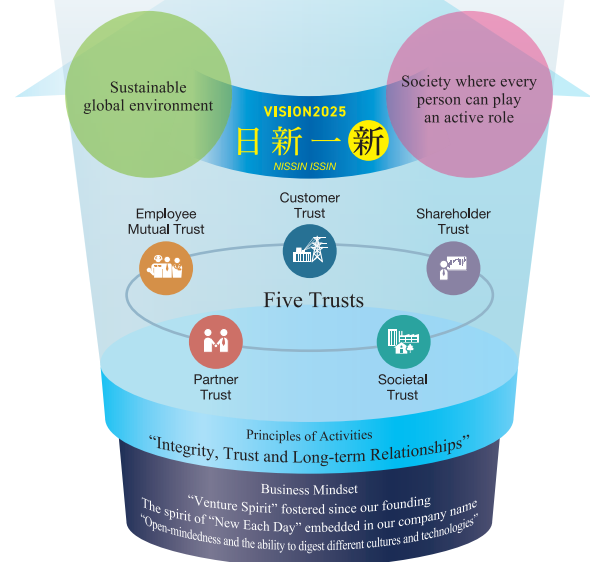 Sustainable
global environment
Society where every
person can play
an active role
VISION2025
日新一新
NISSIN ISSIN
Customer
Trust
Employee
Mutual Trust
Shareholder
Trust
Five Trusts
Partner
Trust
Societal
Trust
Principles of Activities
“Integrity, Trust and Long-term Relationships”
Business Mindset
“Venture Spirit” fostered since our founding
The spirit of “New Each Day” embedded in our company name
“Open-mindedness and the ability to digest different cultures and technologies”